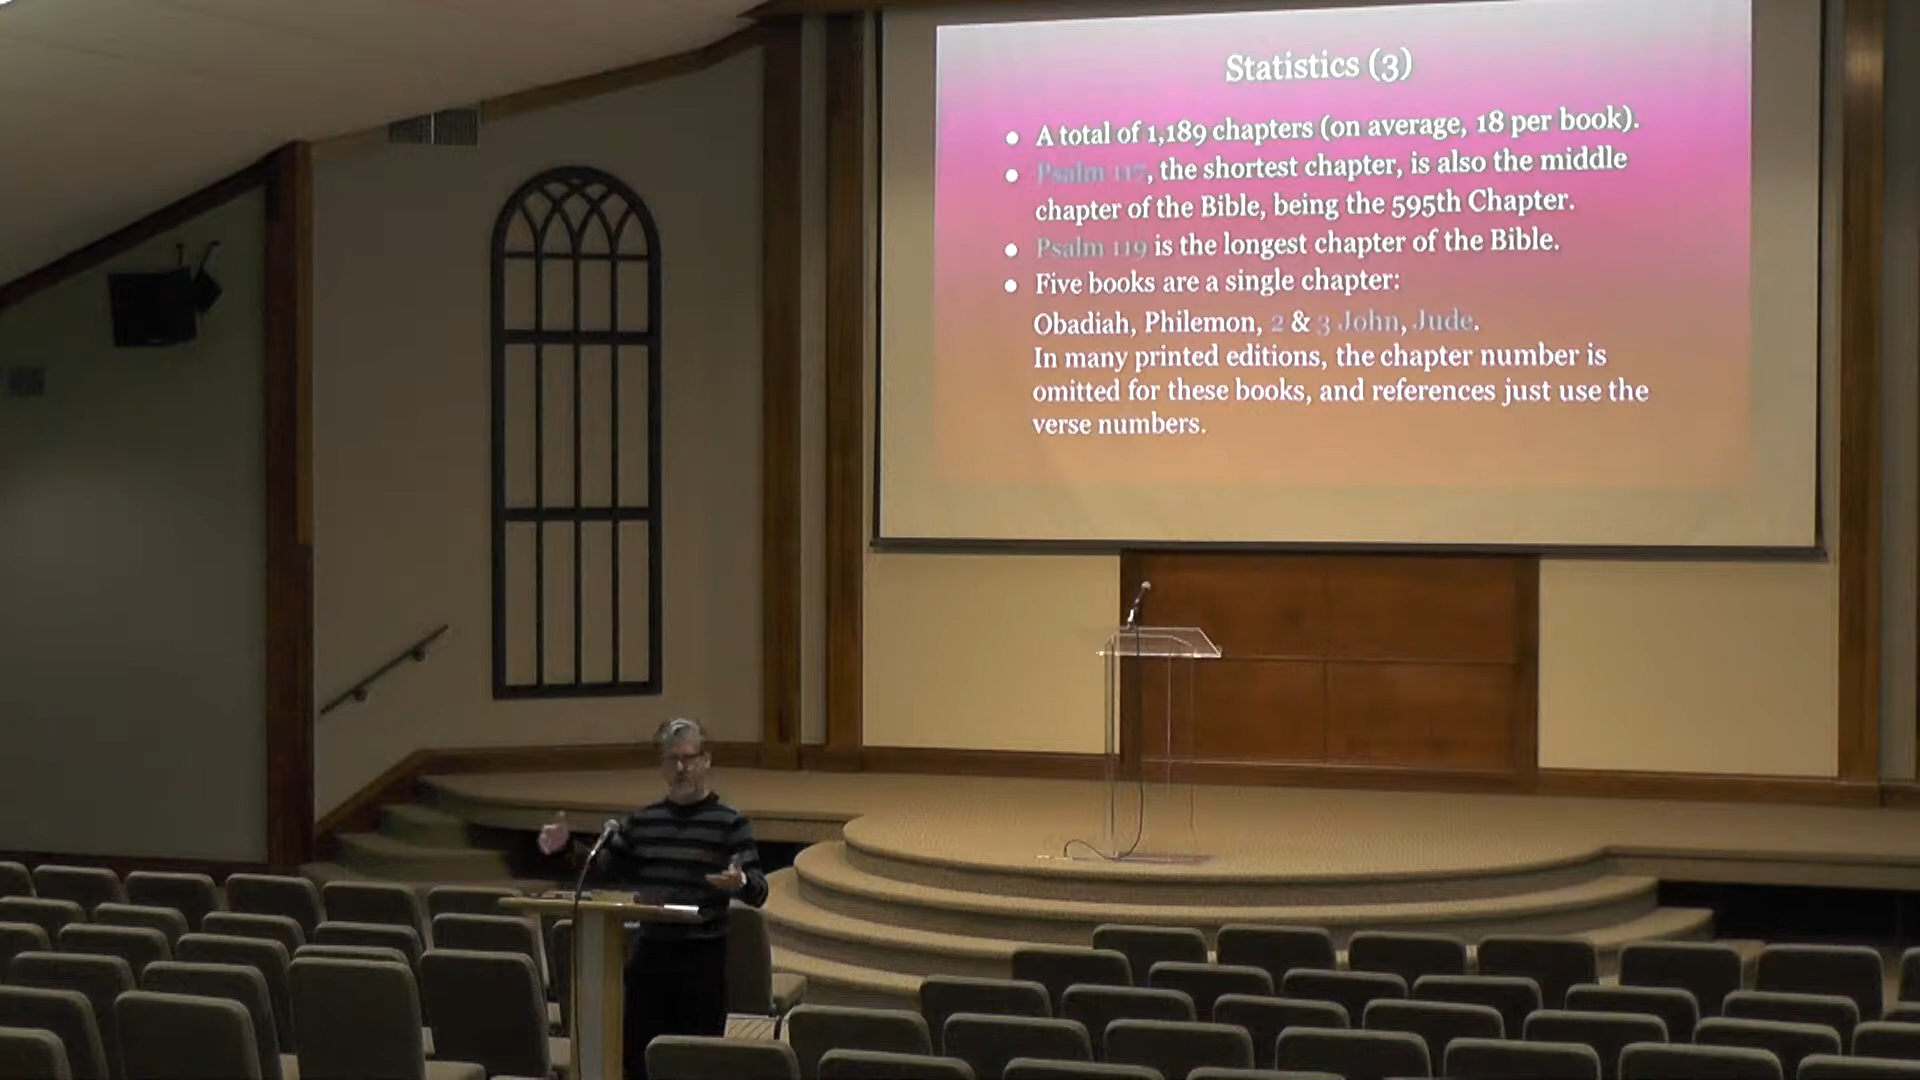 Statistics (3)
● A total of 1,189 chapters (on average, 18 per book).
● Psalm 117, the shortest chapter, is also the middle
chapter of the Bible, being the 595th Chapter.
● Psalm 119 is the longest chapter of the Bible.
● Five books are a single chapter:
Obadiah, Philemon, 2 & 3 John, Jude.
In many printed editions, the chapter number is
omitted for these books, and references just use the
verse numbers.